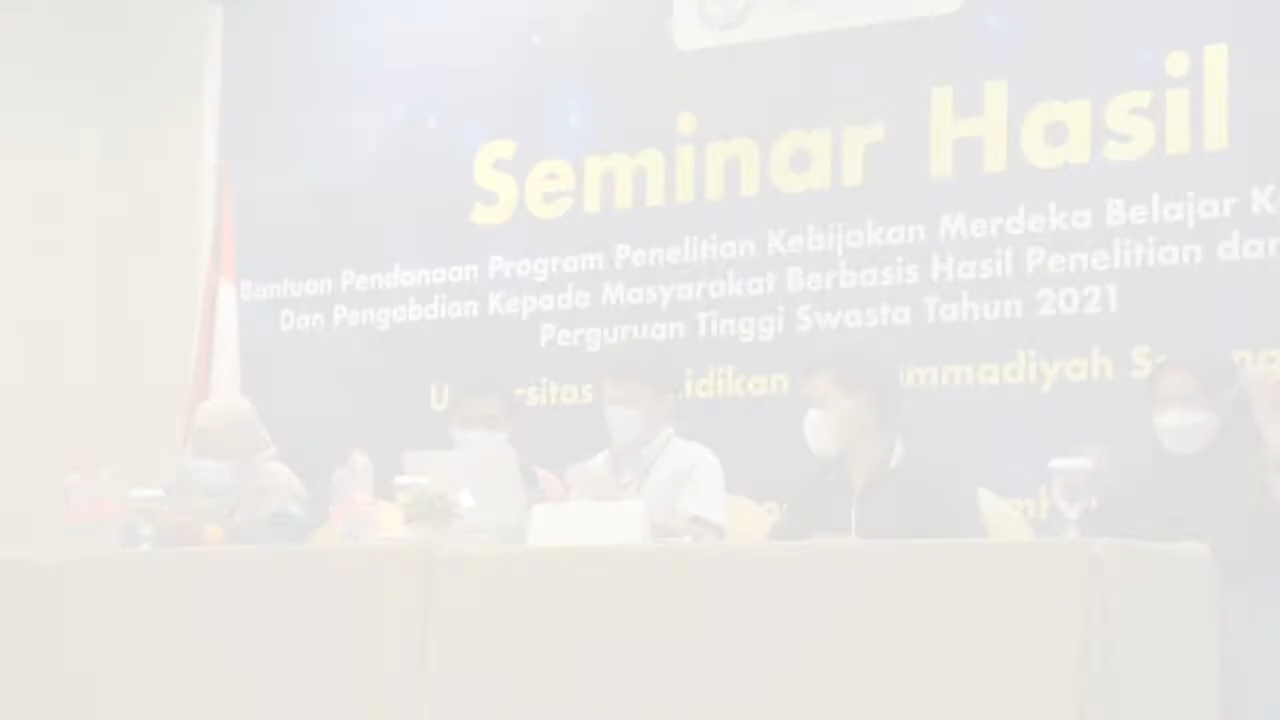 Seminar Hasil
Bantuan Pendanaan Program Penelitian Kebijakan Merdeka Belajar K
Dan Pengabdian Kepada Masyarakat Berbasis Hasil Penelitian dan
Perguruan Tinggi Swasta Tahun 2021